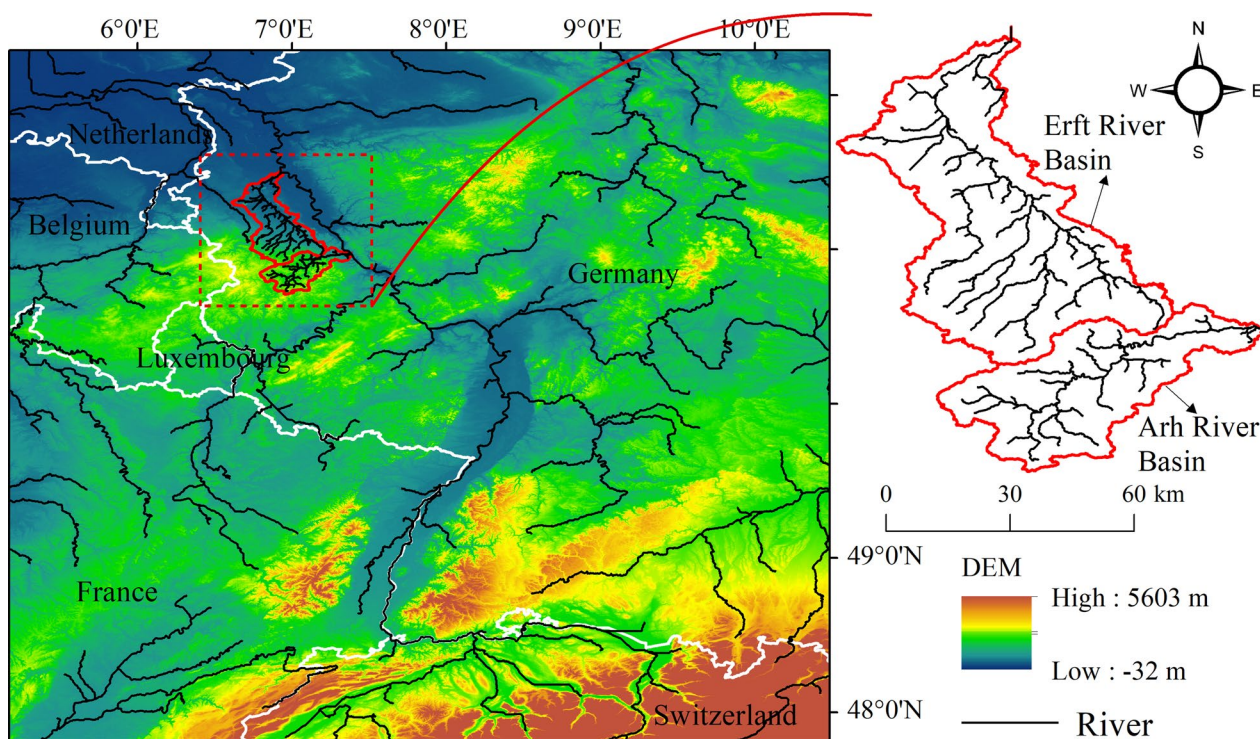 6°0'E 7°0'E 8°0'E 9°0'E 10°0'E
N
W E
S
Netherlands
Belgium
Luxembourg
Germany
France
Switzerland
Erft River
Basin
Arh River
Basin
0 30 60 km
49°0'N
48°0'N
DEM
High : 5603 m
Low : -32 m
River